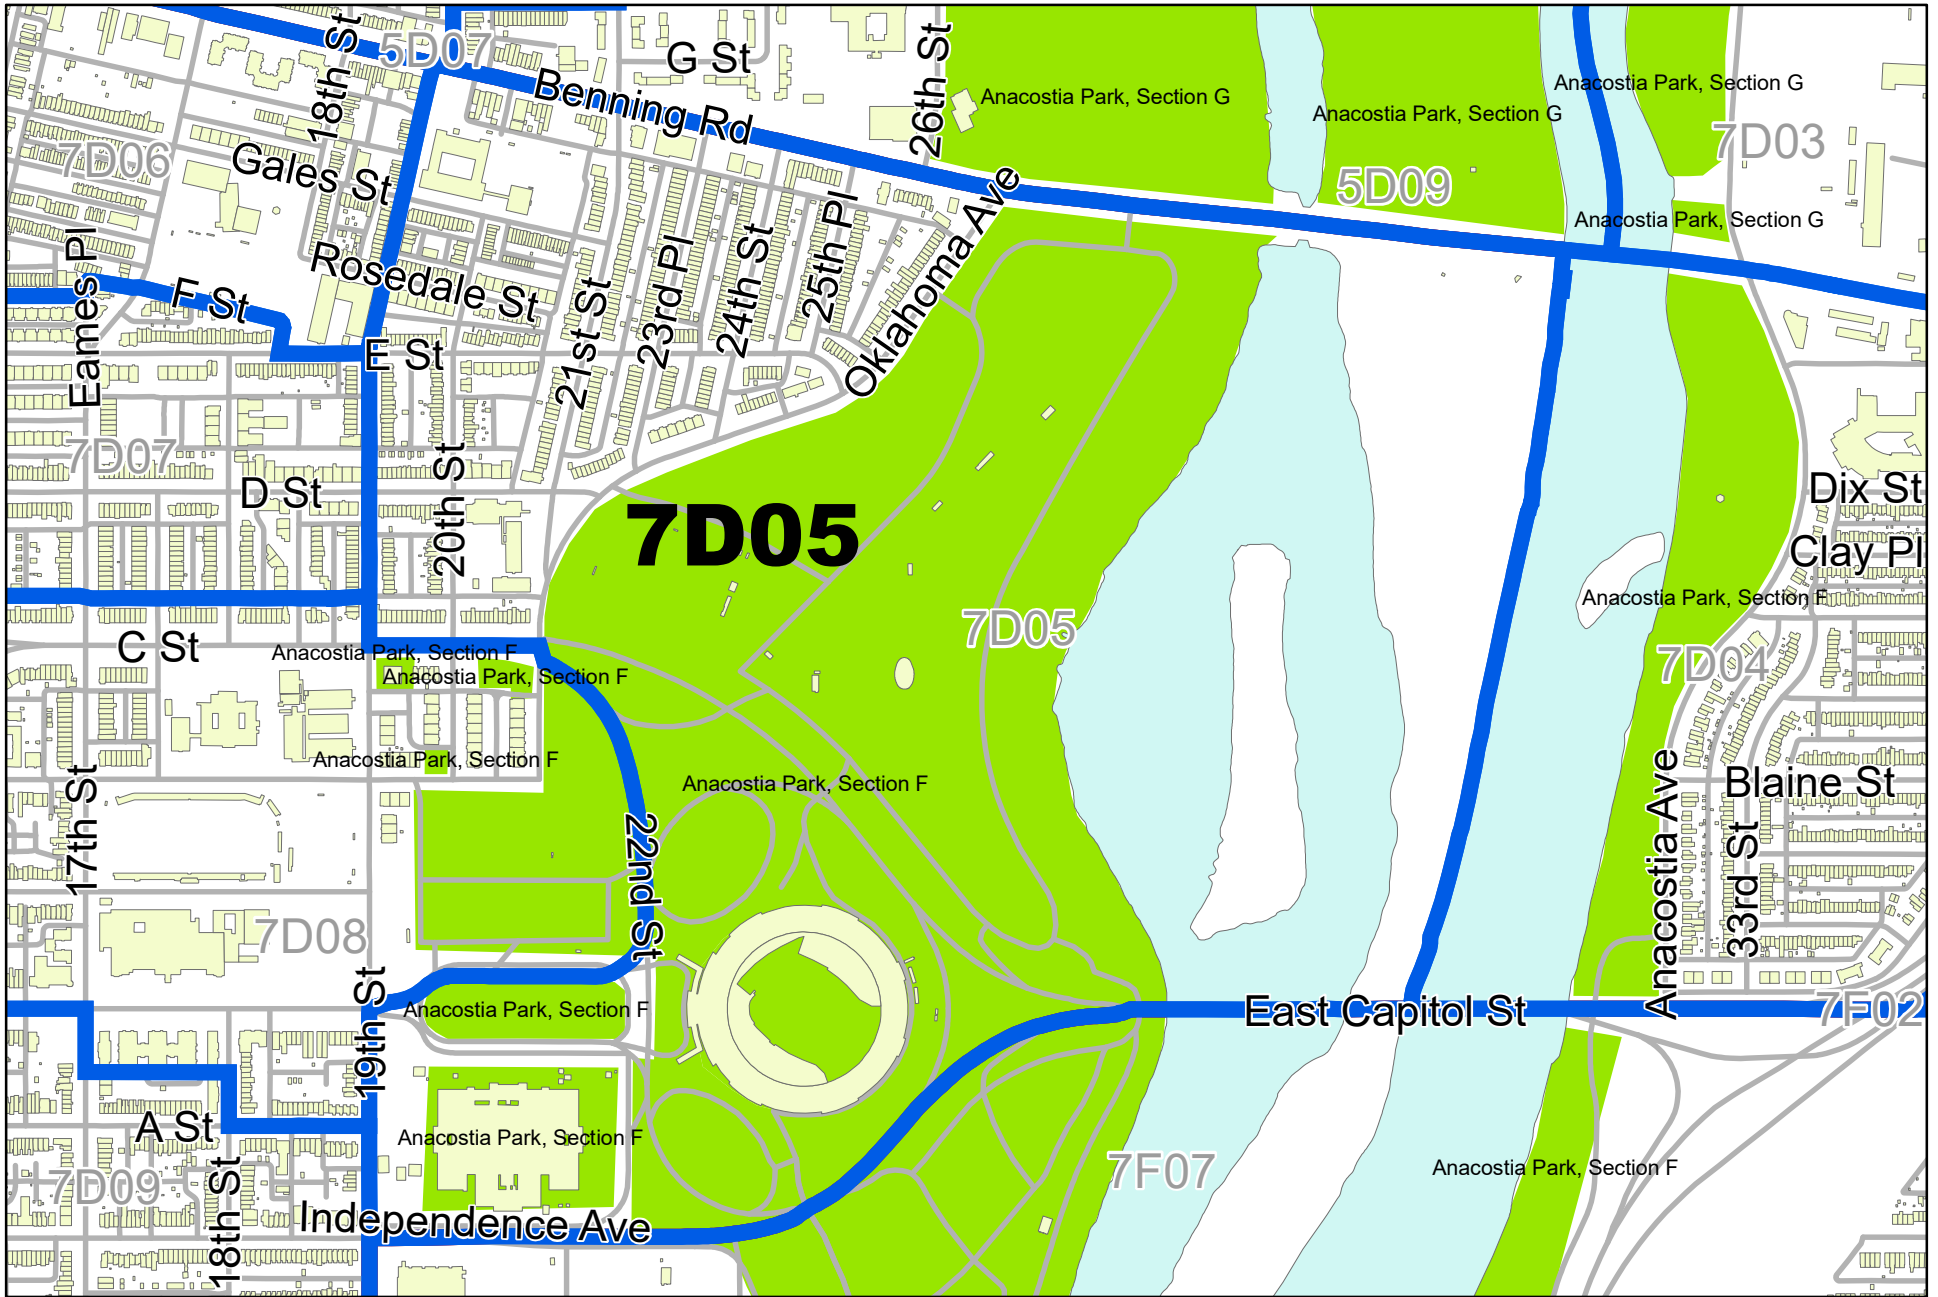 5D07
18th St
G St
26th St
Benning Rd
Anacostia Park, Section G
Anacostia Park, Section G
Anacostia Park, Section G
7D03
7D06
Gales St
5D09
Anacostia Park, Section G
Eames Pl
F St
Rosedale St
21st St
23rd Pl
24th St
25th Pl
Oklahoma Ave
E St
7D07
D St
20th St
7D05
Dix St
Clay Pl
Anacostia Park, Section F
7D05
C St
Anacostia Park, Section F
Anacostia Park, Section F
7D04
Anacostia Park, Section F
Anacostia Park, Section F
17th St
22nd St
Anacostia Ave
Blaine St
33rd St
7D08
19th St
Anacostia Park, Section F
East Capitol St
7F02
A St
Anacostia Park, Section F
7F07
Anacostia Park, Section F
7D09
18th St
Independence Ave